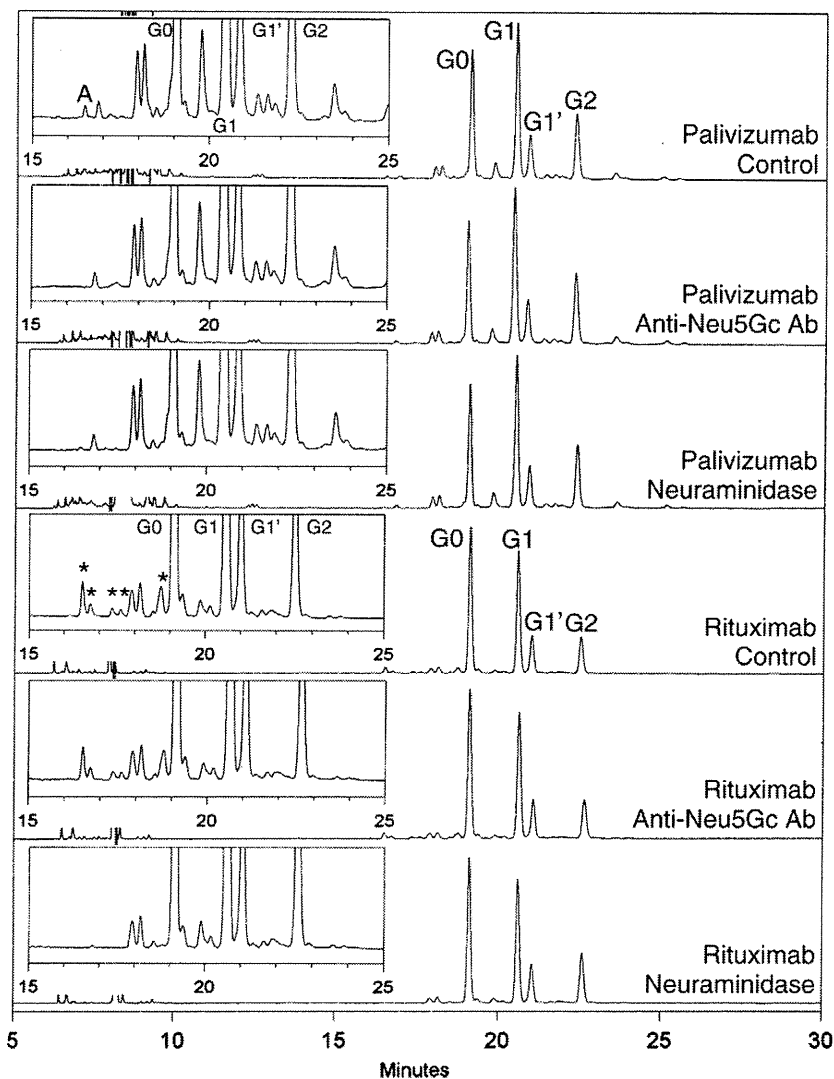 G0 G1' G2
A
G1
15 20 25
G0 G1 G1' G2
Palivizumab
Control
15 20 25
Palivizumab
Anti-Neu5Gc Ab
15 20 25
Palivizumab
Neuraminidase
15 20 25
G0 G1 G1' G2
* * * * *
G0 G1 G1' G2
Rituximab
Control
15 20 25
Rituximab
Anti-Neu5Gc Ab
15 20 25
Rituximab
Neuraminidase
15 20 25
5 10 15 20 25 30
Minutes